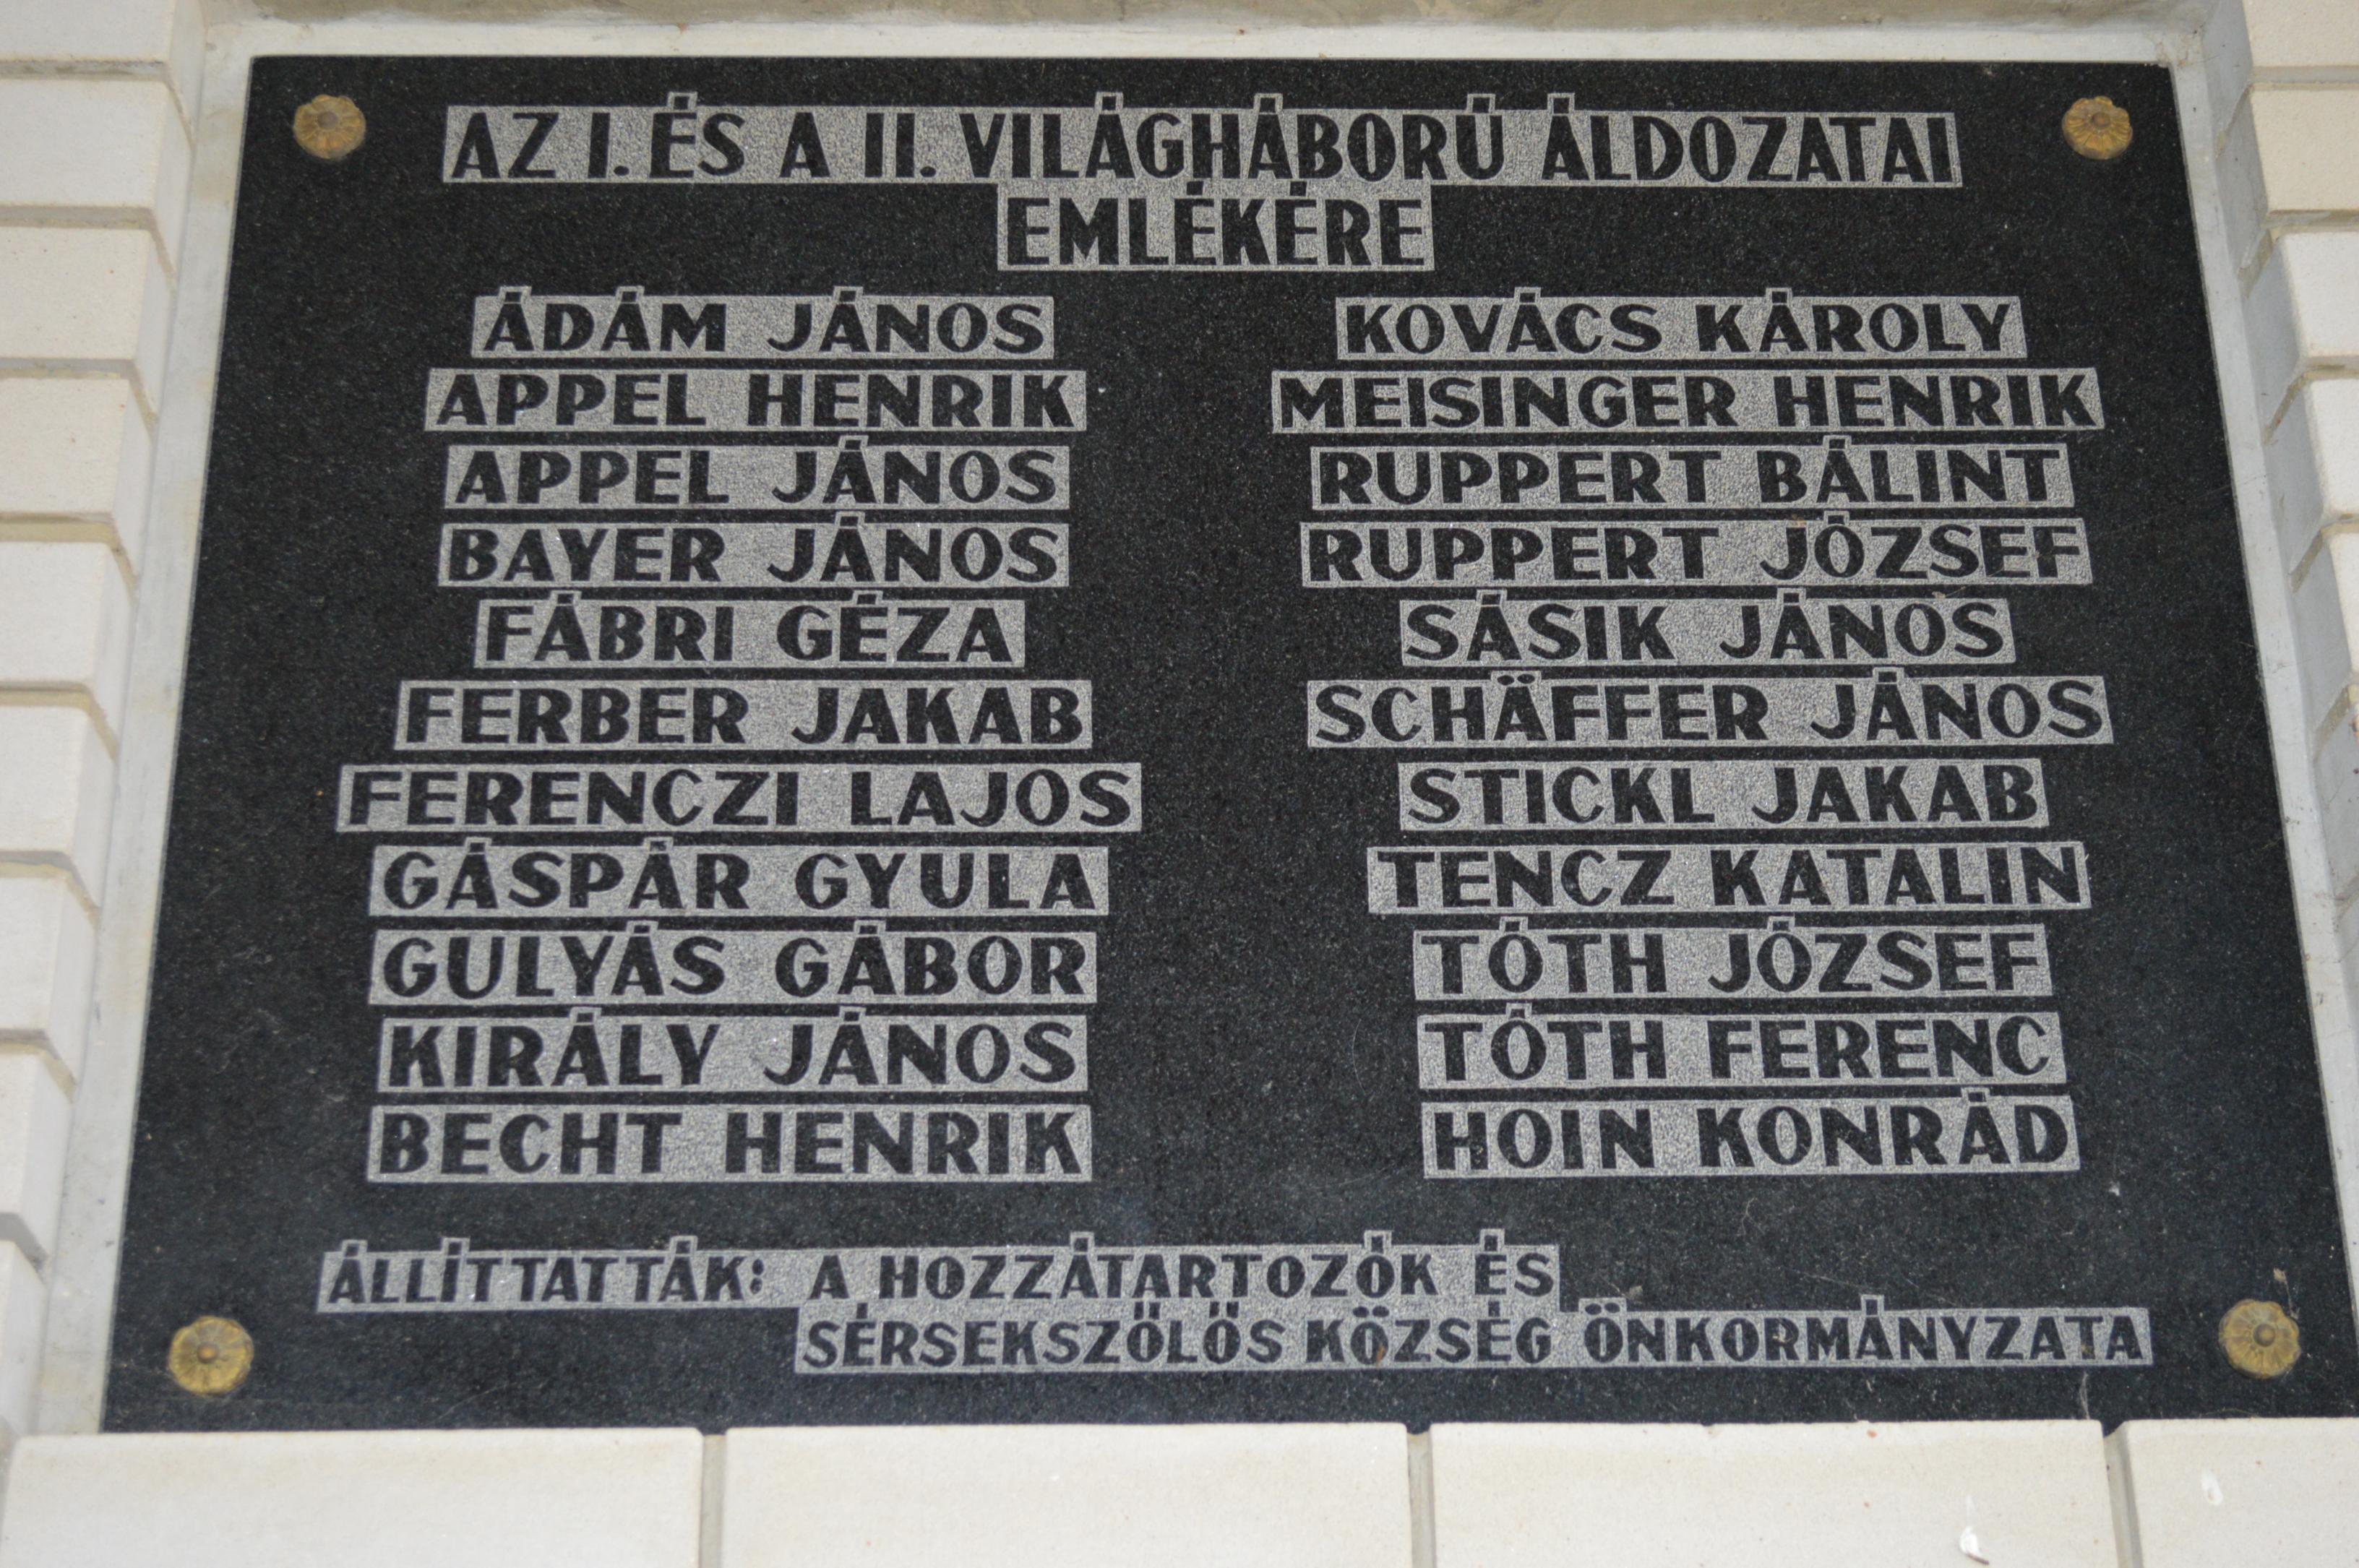 AZ I. ÉS A II. VILÁGHÁBORÚ ÁLDOZATAI
EMLÉKÉRE
ÁDÁM JÁNOS
APPEL HENRIK
APPEL JÁNOS
BAYER JÁNOS
FÁBRI GÉZA
FERBER JAKAB
FERENCZI LAJOS
GÁSPÁR GYULA
GULYÁS GÁBOR
KIRÁLY JÁNOS
BECHT HENRIK
KOVÁCS KÁROLY
MEISINGER HENRIK
RUPPERT BÁLINT
RUPPERT JÓZSEF
SÁSIK JÁNOS
SCHÄFFER JÁNOS
STICKL JAKAB
TENCZ KATALIN
TÓTH JÓZSEF
TÓTH FERENC
HOIN KONRÁD
ÁLLÍTTATTÁK: A HOZZÁTARTOZÓK ÉS
SÉRSEKSZŐLŐS KÖZSÉG ÖNKORMÁNYZATA